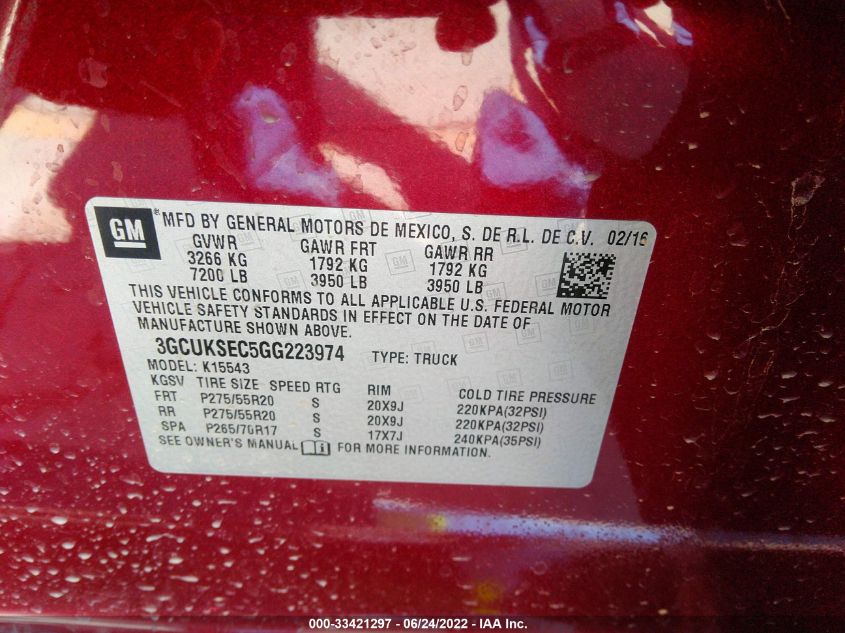 GM ® MFD BY GENERAL MOTORS DE MEXICO, S. DE R.L. DE C.V. 02/16
GVWR GAWR FRT GAWR RR
3266 KG 1792 KG 1792 KG
7200 LB 3950 LB 3950 LB
THIS VEHICLE CONFORMS TO ALL APPLICABLE U.S. FEDERAL MOTOR
VEHICLE SAFETY STANDARDS IN EFFECT ON THE DATE OF
MANUFACTURE SHOWN ABOVE.
3GCUKSEC5GG223974 TYPE: TRUCK
MODEL: K15543
KGSV TIRE SIZE SPEED RTG RIM COLD TIRE PRESSURE
FRT P275/55R20 S 20X9J 220KPA(32PSI)
RR P275/55R20 S 20X9J 220KPA(32PSI)
SPA P265/70R17 S 17X7J 240KPA(35PSI)
SEE OWNER'S MANUAL FOR MORE INFORMATION.
000-33421297 - 06/24/2022 - IAA Inc.